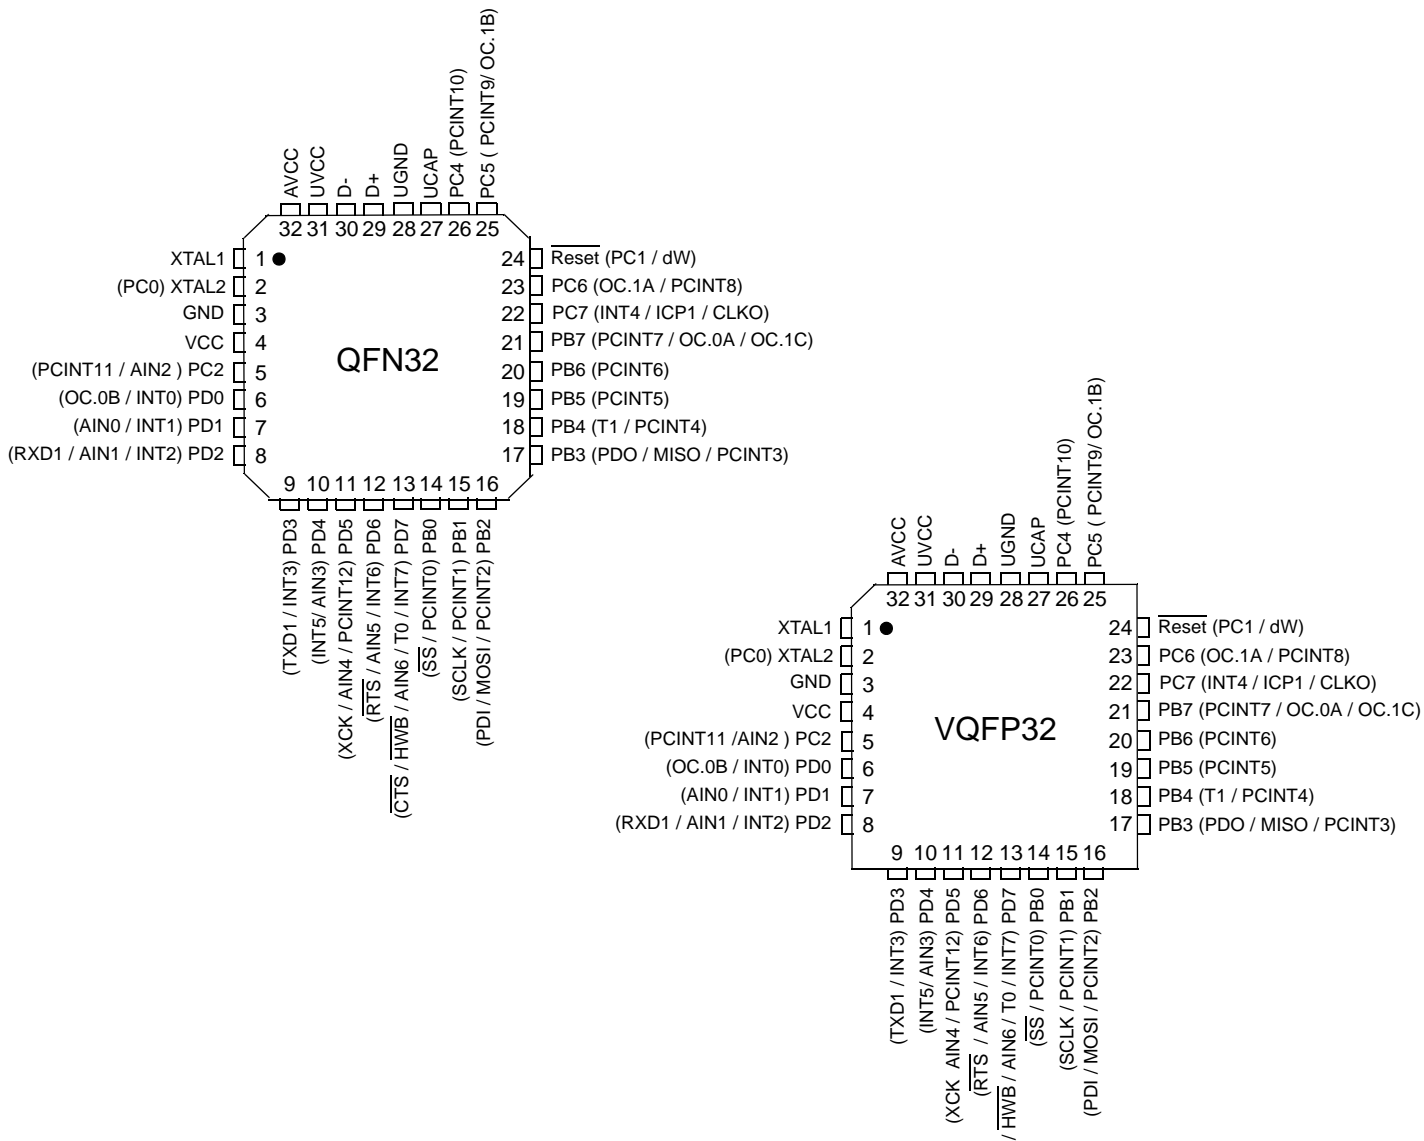 AVCC
UVCC
D-
D+
UGND
UCAP
PC4 (PCINT10)
PC5 ( PCINT9/ OC.1B)
32 31 30 29 28 27 26 25
XTAL1 1
(PC0) XTAL2 2
GND 3
VCC 4
(PCINT11 / AIN2 ) PC2 5
(OC.0B / INT0) PD0 6
(AIN0 / INT1) PD1 7
(RXD1 / AIN1 / INT2) PD2 8
QFN32
24 Reset (PC1 / dW)
23 PC6 (OC.1A / PCINT8)
22 PC7 (INT4 / ICP1 / CLKO)
21 PB7 (PCINT7 / OC.0A / OC.1C)
20 PB6 (PCINT6)
19 PB5 (PCINT5)
18 PB4 (T1 / PCINT4)
17 PB3 (PDO / MISO / PCINT3)
9 10 11 12 13 14 15 16
(TXD1 / INT3) PD3
(INT5/ AIN3) PD4
(XCK / AIN4 / PCINT12) PD5
(RTS / AIN5 / INT6) PD6
(CTS / HWB / AIN6 / T0 / INT7) PD7
(SS / PCINT0) PB0
(SCLK / PCINT1) PB1
(PDI / MOSI / PCINT2) PB2
AVCC
UVCC
D-
D+
UGND
UCAP
PC4 (PCINT10)
PC5 ( PCINT9/ OC.1B)
32 31 30 29 28 27 26 25
XTAL1 1
(PC0) XTAL2 2
GND 3
VCC 4
(PCINT11 /AIN2 ) PC2 5
(OC.0B / INT0) PD0 6
(AIN0 / INT1) PD1 7
(RXD1 / AIN1 / INT2) PD2 8
VQFP32
24 Reset (PC1 / dW)
23 PC6 (OC.1A / PCINT8)
22 PC7 (INT4 / ICP1 / CLKO)
21 PB7 (PCINT7 / OC.0A / OC.1C)
20 PB6 (PCINT6)
19 PB5 (PCINT5)
18 PB4 (T1 / PCINT4)
17 PB3 (PDO / MISO / PCINT3)
9 10 11 12 13 14 15 16
(TXD1 / INT3) PD3
(INT5/ AIN3) PD4
(XCK AIN4 / PCINT12) PD5
(RTS / AIN5 / INT6) PD6
/ HWB / AIN6 / T0 / INT7) PD7
(SS / PCINT0) PB0
(SCLK / PCINT1) PB1
(PDI / MOSI / PCINT2) PB2